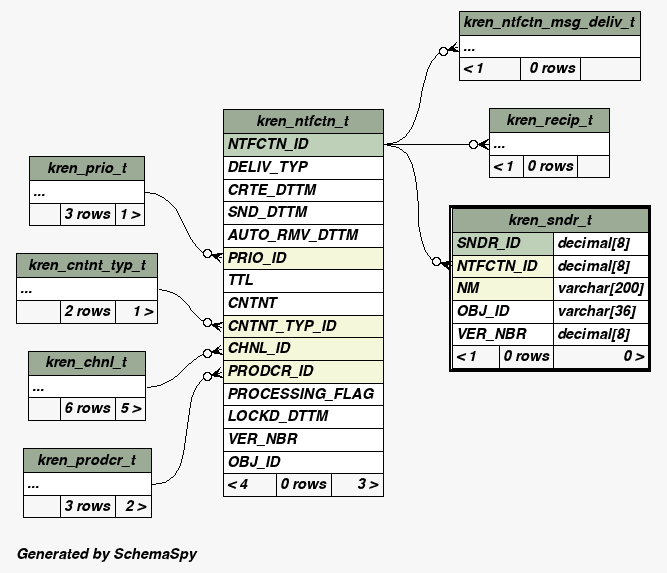 kren_ntfctn_msg_deliv_t
...
< 1 0 rows
kren_recip_t
...
< 1 0 rows
kren_sndr_t
SNDR_ID decimal[8]
NTFCTN_ID decimal[8]
NM varchar[200]
OBJ_ID varchar[36]
VER_NBR decimal[8]
< 1 0 rows 0 >
kren_ntfctn_t
NTFCTN_ID
DELIV_TYP
CRTE_DTTM
SND_DTTM
AUTO_RMV_DTTM
PRIO_ID
TTL
CNTNT
CNTNT_TYP_ID
CHNL_ID
PRODCR_ID
PROCESSING_FLAG
LOCKD_DTTM
VER_NBR
OBJ_ID
< 4 0 rows 3 >
kren_prio_t
...
3 rows 1 >
kren_cntnt_typ_t
...
2 rows 1 >
kren_chnl_t
...
6 rows 5 >
kren_prodcr_t
...
3 rows 2 >
Generated by SchemaSpy